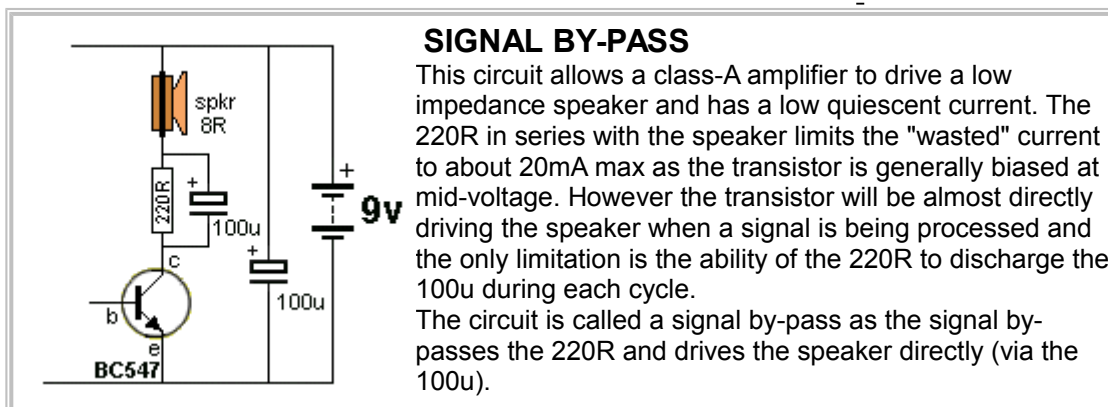 SIGNAL BY-PASS
This circuit allows a class-A amplifier to drive a low
impedance speaker and has a low quiescent current. The
220R in series with the speaker limits the "wasted" current
to about 20mA max as the transistor is generally biased at
mid-voltage. However the transistor will be almost directly
driving the speaker when a signal is being processed and
the only limitation is the ability of the 220R to discharge the
100u during each cycle.
The circuit is called a signal by-pass as the signal by-
passes the 220R and drives the speaker directly (via the
100u).
spkr
8R
220R
+
100u
+
100u
+
9v
c
b
e
BC547